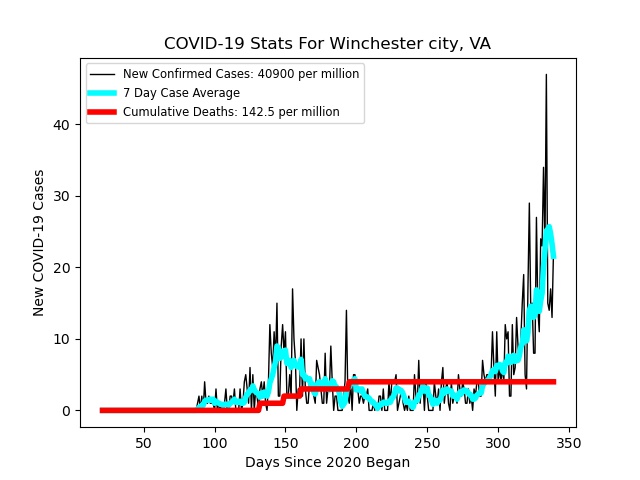 COVID-19 Stats For Winchester city, VA
New Confirmed Cases: 40900 per million
7 Day Case Average
Cumulative Deaths: 142.5 per million
New COVID-19 Cases
40
30
20
10
0
50 100 150 200 250 300 350
Days Since 2020 Began